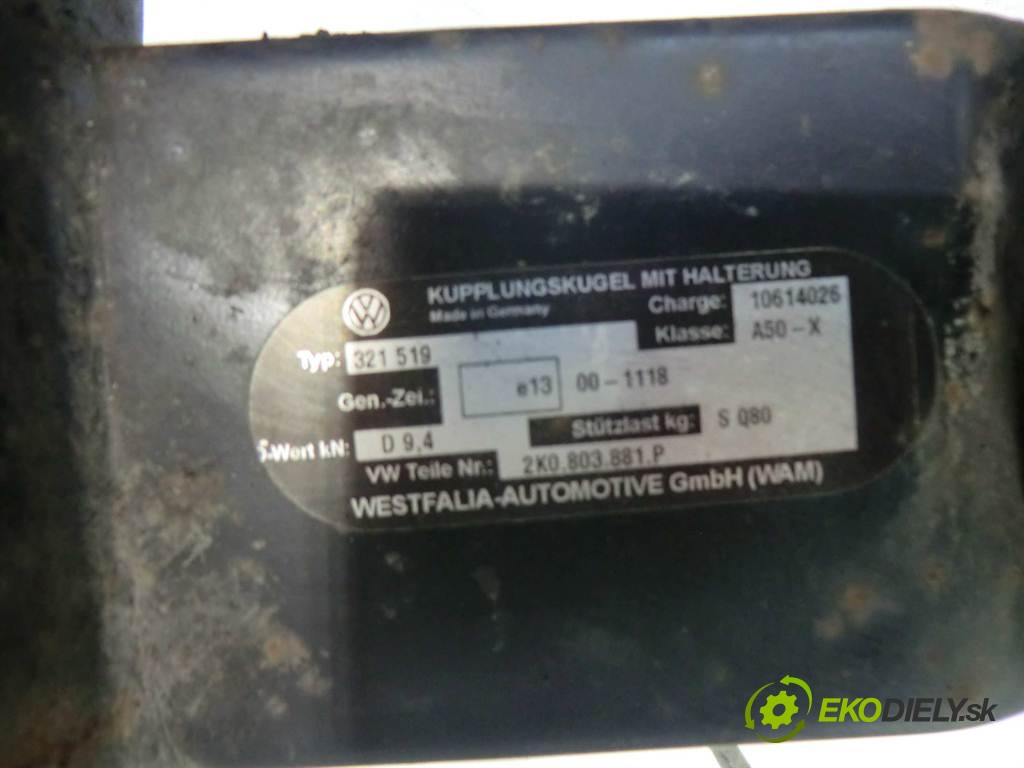 KUPPLUNGSKUGEL MIT HALTERUNG
Made in Germany
Charge: 10614026
Klasse: A50-X
Typ: 321 519
Gen.-Zei.: e13 00-1118
-Wert kN: D 9,4 Stützlast kg: S 080
VW Teile Nr.: 2K0.803.881.P
WESTFALIA-AUTOMOTIVE GmbH (WAM)
EKODIELY.sk